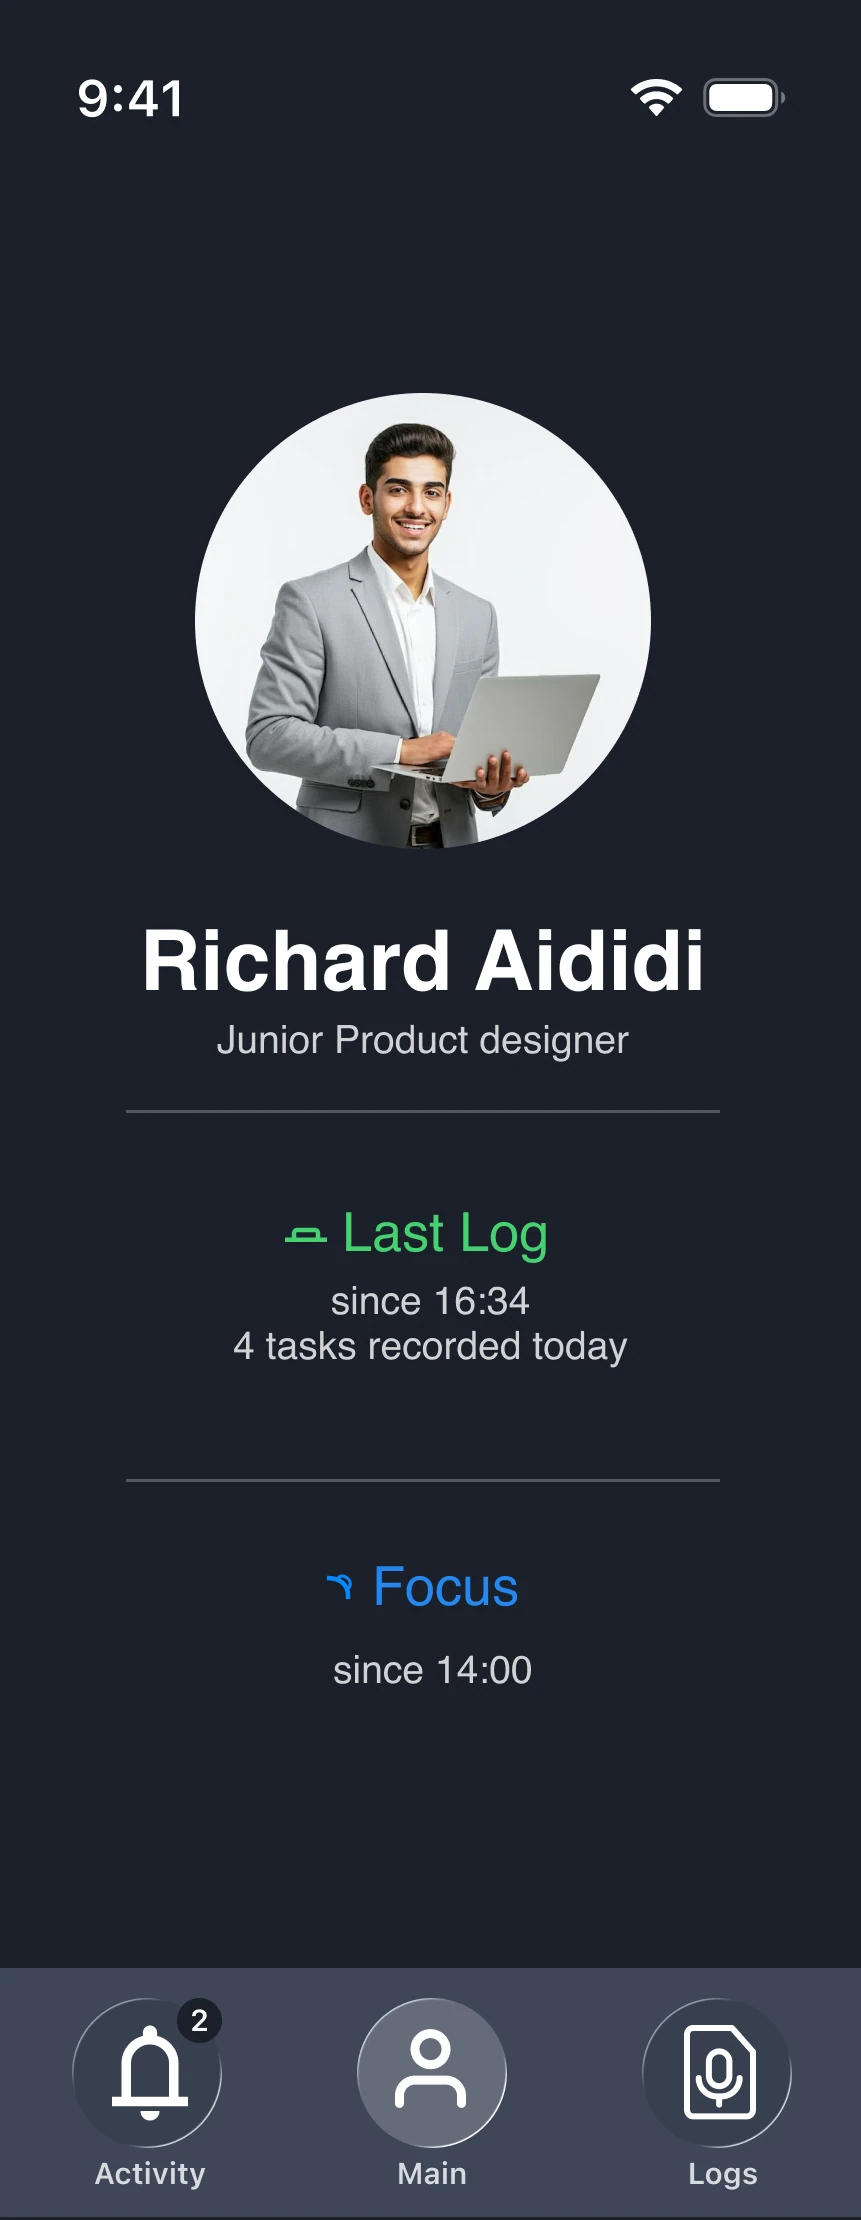 9:41
Richard Aididi
Junior Product designer
Last Log
since 16:34
4 tasks recorded today
Focus
since 14:00
2
Activity
Main
Logs